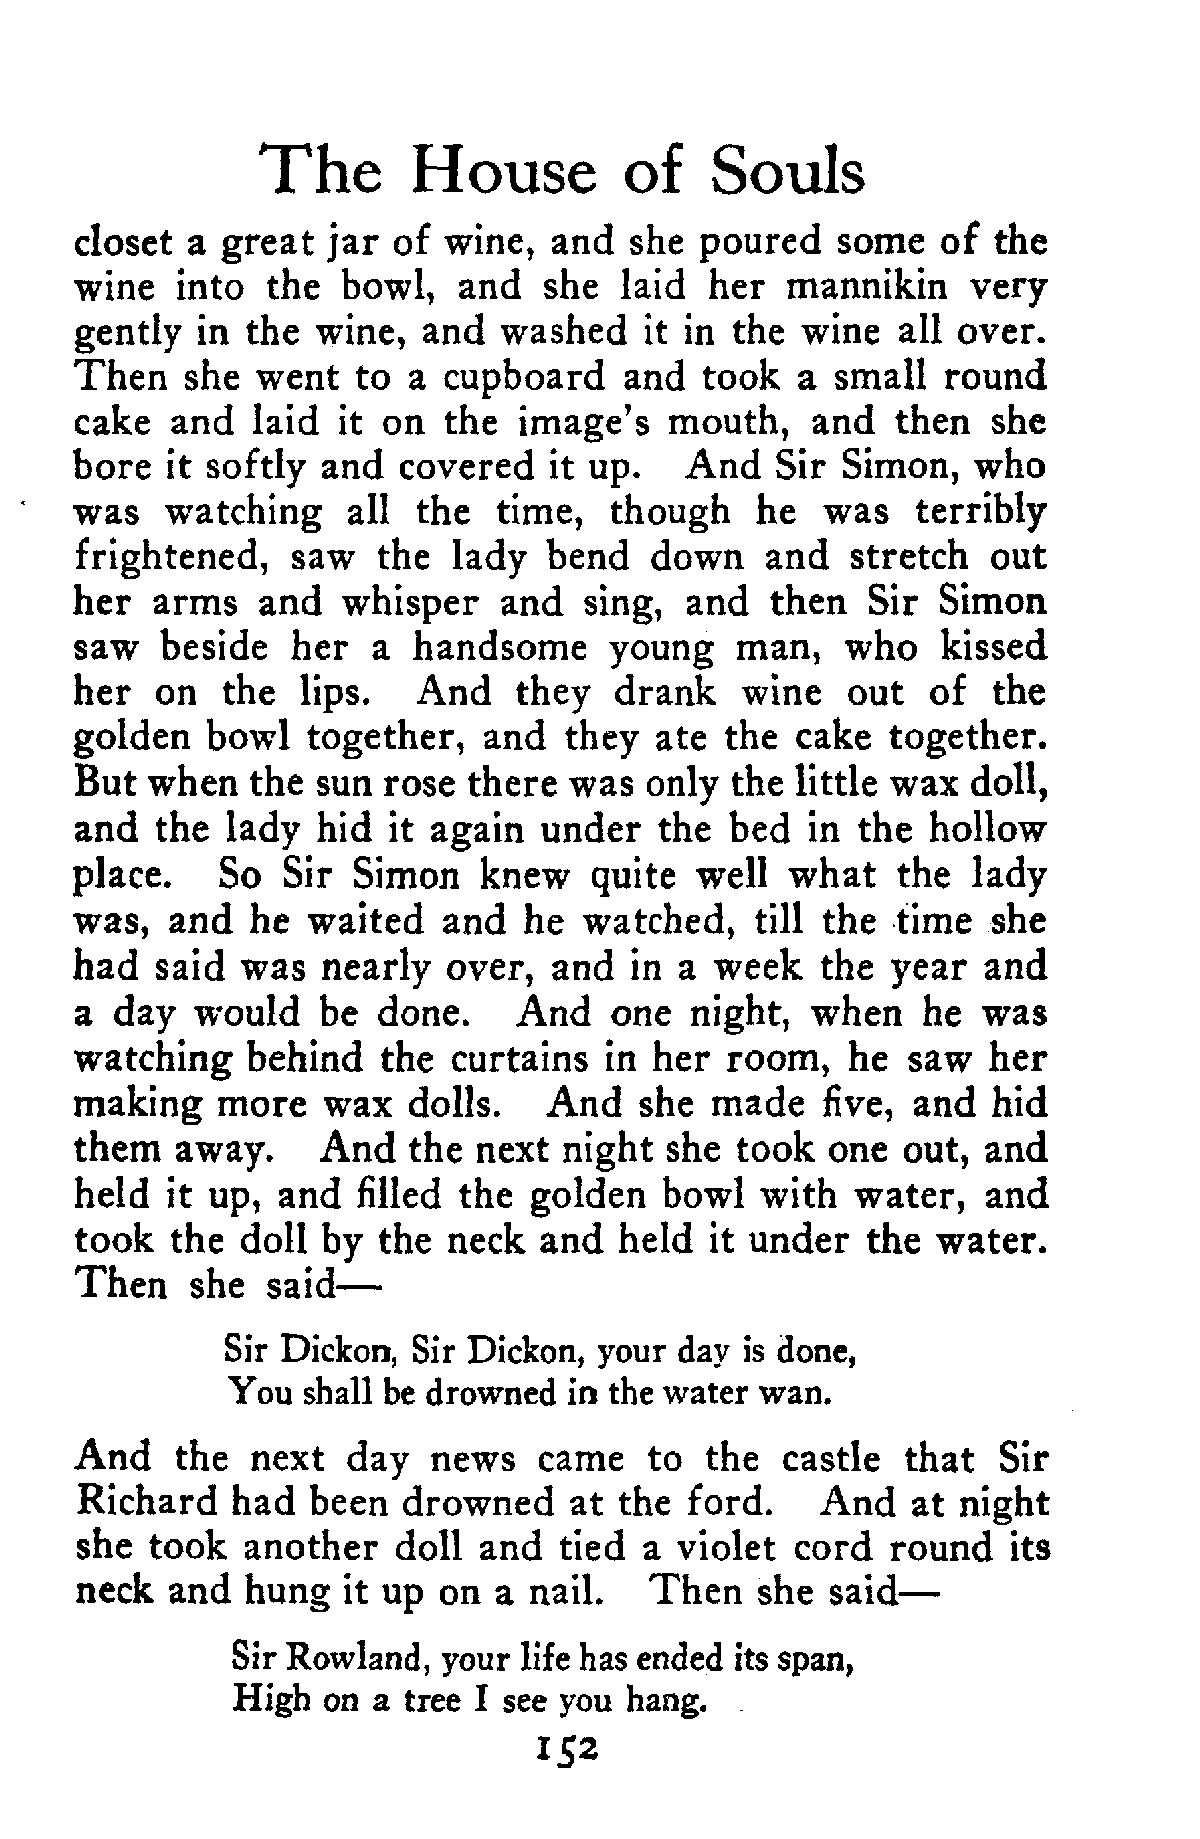 The House of Souls
closet a great jar of wine, and she poured some of the
wine into the bowl, and she laid her mannikin very
gently in the wine, and washed it in the wine all over.
Then she went to a cupboard and took a small round
cake and laid it on the image's mouth, and then she
bore it softly and covered it up. And Sir Simon, who
was watching all the time, though he was terribly
frightened, saw the lady bend down and stretch out
her arms and whisper and sing, and then Sir Simon
saw beside her a handsome young man, who kissed
her on the lips. And they drank wine out of the
golden bowl together, and they ate the cake together.
But when the sun rose there was only the little wax doll,
and the lady hid it again under the bed in the hollow
place. So Sir Simon knew quite well what the lady
was, and he waited and he watched, till the time she
had said was nearly over, and in a week the year and
a day would be done. And one night, when he was
watching behind the curtains in her room, he saw her
making more wax dolls. And she made five, and hid
them away. And the next night she took one out, and
held it up, and filled the golden bowl with water, and
took the doll by the neck and held it under the water.
Then she said—
Sir Dickon, Sir Dickon, your day is done,
You shall be drowned in the water wan.
And the next day news came to the castle that Sir
Richard had been drowned at the ford. And at night
she took another doll and tied a violet cord round its
neck and hung it up on a nail. Then she said—
Sir Rowland, your life has ended its span,
High on a tree I see you hang.
152